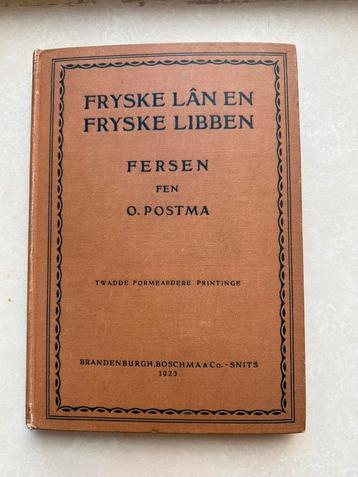 FRYSKE LÂN EN
FRYSKE LIBBEN
FERSEN
FEN
O. POSTMA
TWADDE FORMEARDERE PRINTINGE
BRANDENBURGH, BOSCHMA & Co. - SNITS
1923